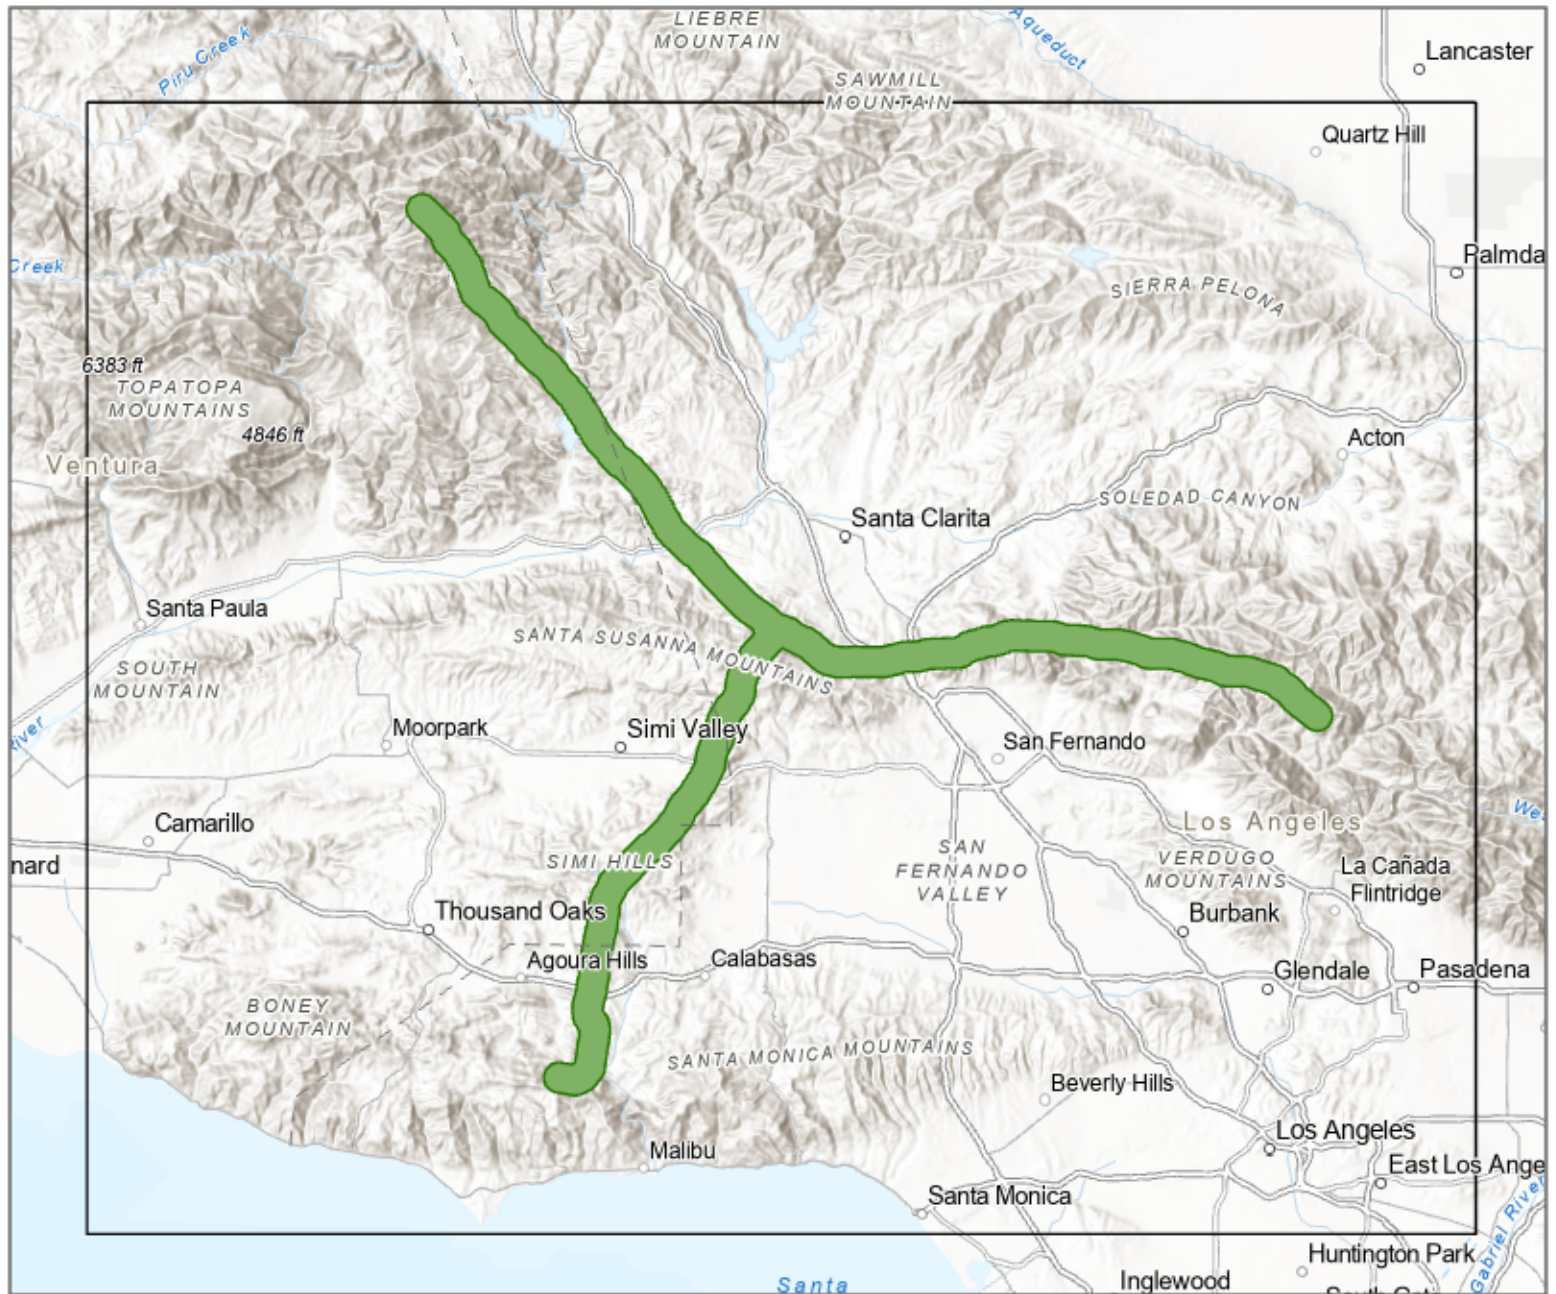 LIEBRE
MOUNTAIN
Aqueduct
Lancaster
Piru Creek
SAWMILL
MOUNTAIN
Quartz Hill
Palmda
Creek
SIERRA PELONA
6383 ft
TOPATOPA
MOUNTAINS
4846 ft
Acton
Ventura
SOLEDAD CANYON
Santa Clarita
Santa Paula
SANTA SUSANNA MOUNTAINS
SOUTH
MOUNTAIN
River
Moorpark
Simi Valley
San Fernando
Camarillo
Los Angeles
Wes
nard
SIMI HILLS
SAN
FERNANDO
VALLEY
VERDUGO
MOUNTAINS
La Cañada
Flintridge
Thousand Oaks
Burbank
Agoura Hills
Calabasas
Glendale
Pasadena
BONEY
MOUNTAIN
SANTA MONICA MOUNTAINS
Beverly Hills
Malibu
Los Angeles
East Los Ange
Santa Monica
Gabriel River
Huntington Park
Santa
Inglewood